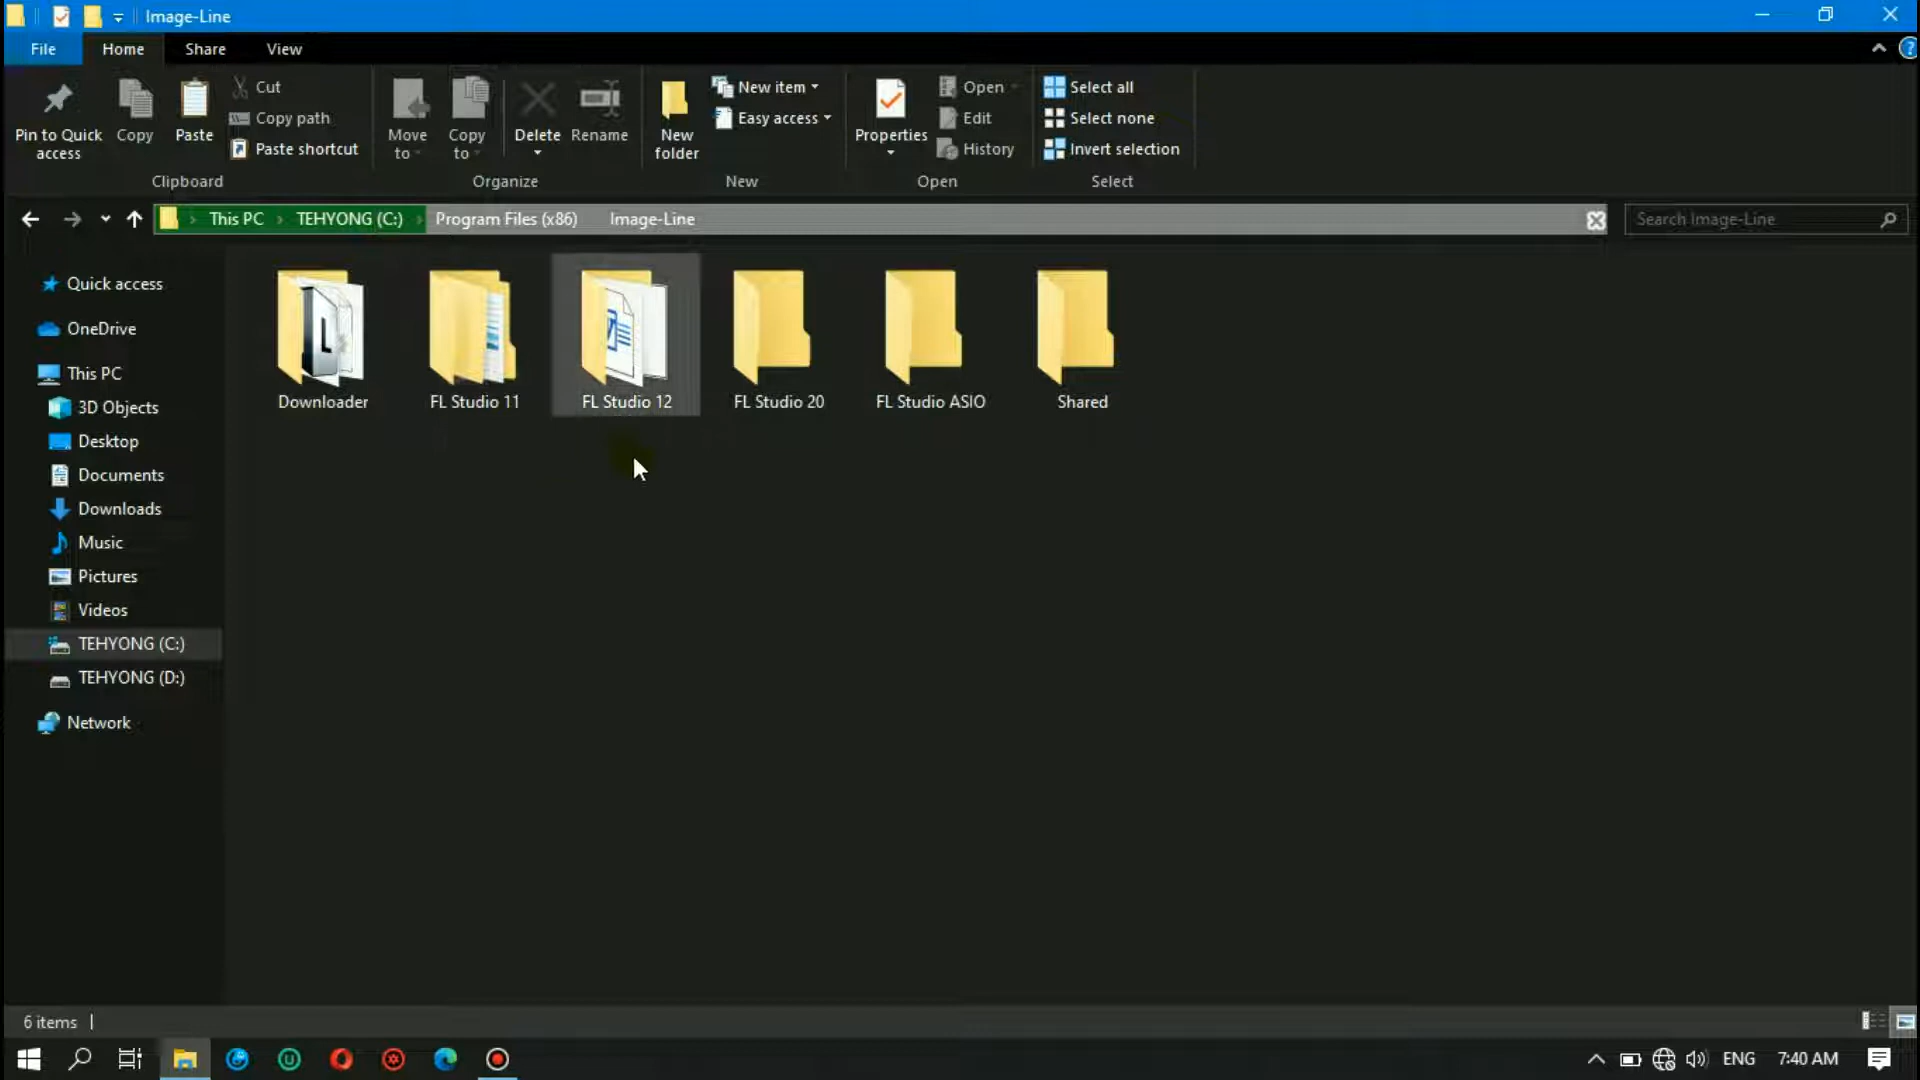 Image-Line
File Home Share View
Pin to Quick access
Copy
Paste
Cut
Copy path
Paste shortcut
Clipboard
Move to
Copy to
Delete
Rename
Organize
New folder
New item
Easy access
New
Properties
Open
Edit
History
Open
Select all
Select none
Invert selection
Select
This PC TEHYONG (C:) Program Files (x86) Image-Line
Search Image-Line
Quick access
OneDrive
This PC
3D Objects
Desktop
Documents
Downloads
Music
Pictures
Videos
TEHYONG (C:)
TEHYONG (D:)
Network
Downloader
FL Studio 11
FL Studio 12
FL Studio 20
FL Studio ASIO
Shared
6 items
ENG 7:40 AM